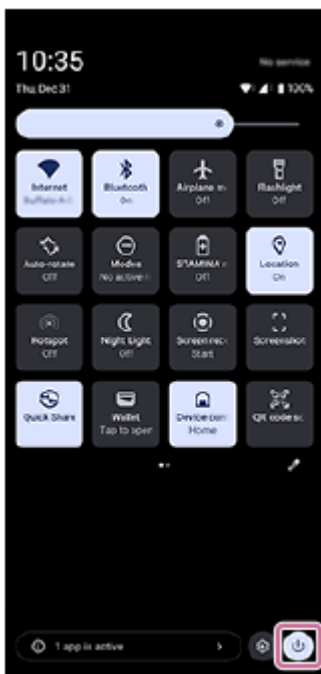 10:35
No service
Thu, Dec 31
100%
Internet
Bluetooth
On
Airplane m
Off
Flashlight
Off
Auto-rotate
Off
Modes
No active
STAMINA
Off
Location
On
Hotspot
Off
Night Light
Off
Screen rec
Start
Screenshot
Quick Share
Wallet
Tap to open
Device con
Home
QR code sc
1 app is active